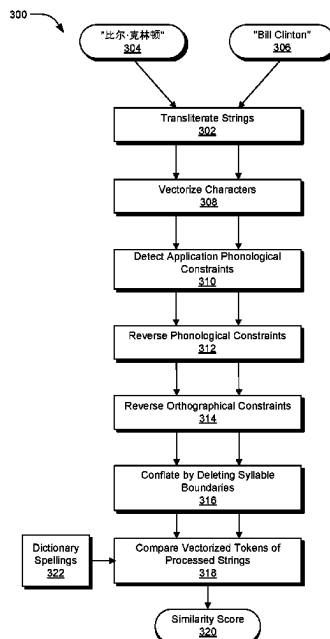 300
"比尔·克林顿"
304
"Bill Clinton"
306
Transliterate Strings
302
Vectorize Characters
308
Detect Application Phonological
Constraints
310
Reverse Phonological Constraints
312
Reverse Orthographical Constraints
314
Conflate by Deleting Syllable
Boundaries
316
Dictionary
Spellings
322
Compare Vectorized Tokens of
Processed Strings
318
Similarity Score
320